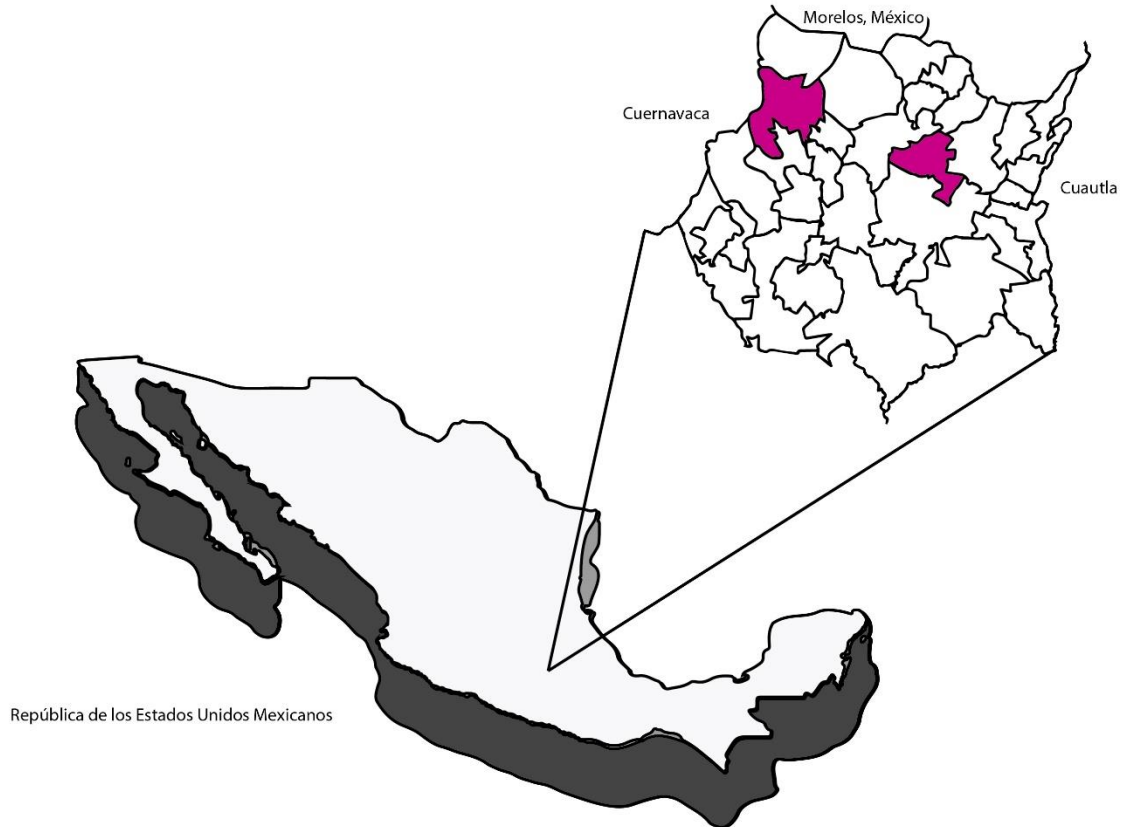 Morelos, México
Cuernavaca
Cuautla
República de los Estados Unidos Mexicanos